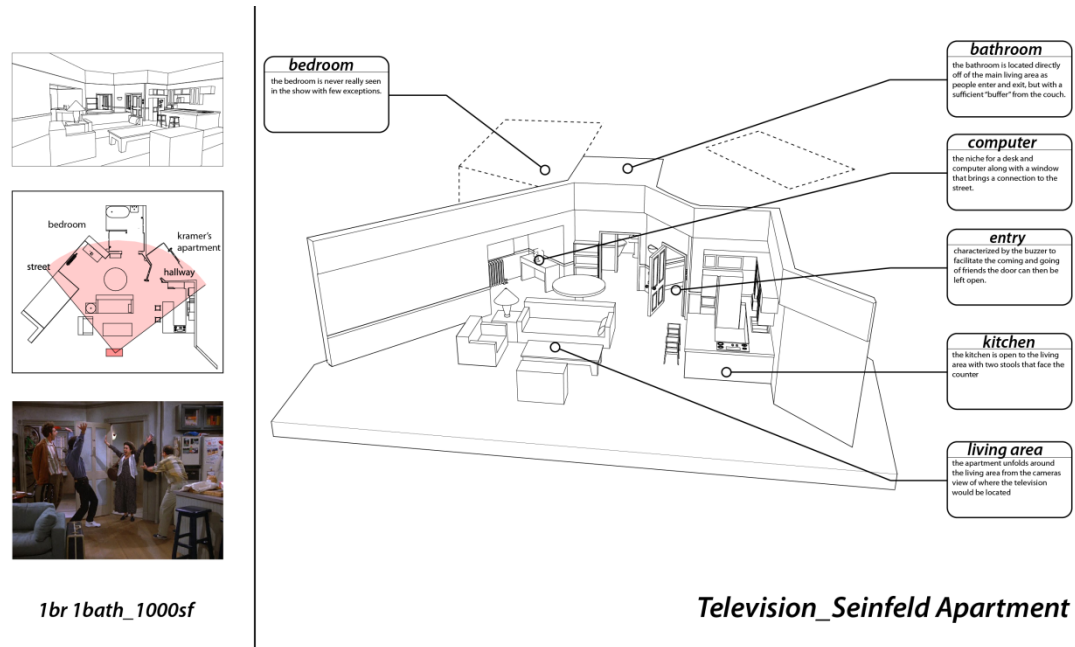 bedroom
kramer's
apartment
street
hallway
1br 1bath_1000sf
bedroom
the bedroom is never really seen
in the show with few exceptions.
bathroom
the bathroom is located directly
off of the main living area as
people enter and exit, but with a
sufficient "buffer" from the couch.
computer
the niche for a desk and
computer along with a window
that brings a connection to the
street.
entry
characterized by the buzzer to
facilitate the coming and going
of friends the door can then be
left open.
kitchen
the kitchen is open to the living
area with two stools that face the
counter
living area
the apartment unfolds around
the living area from the cameras
view of where the television
would be located
Television_Seinfeld Apartment